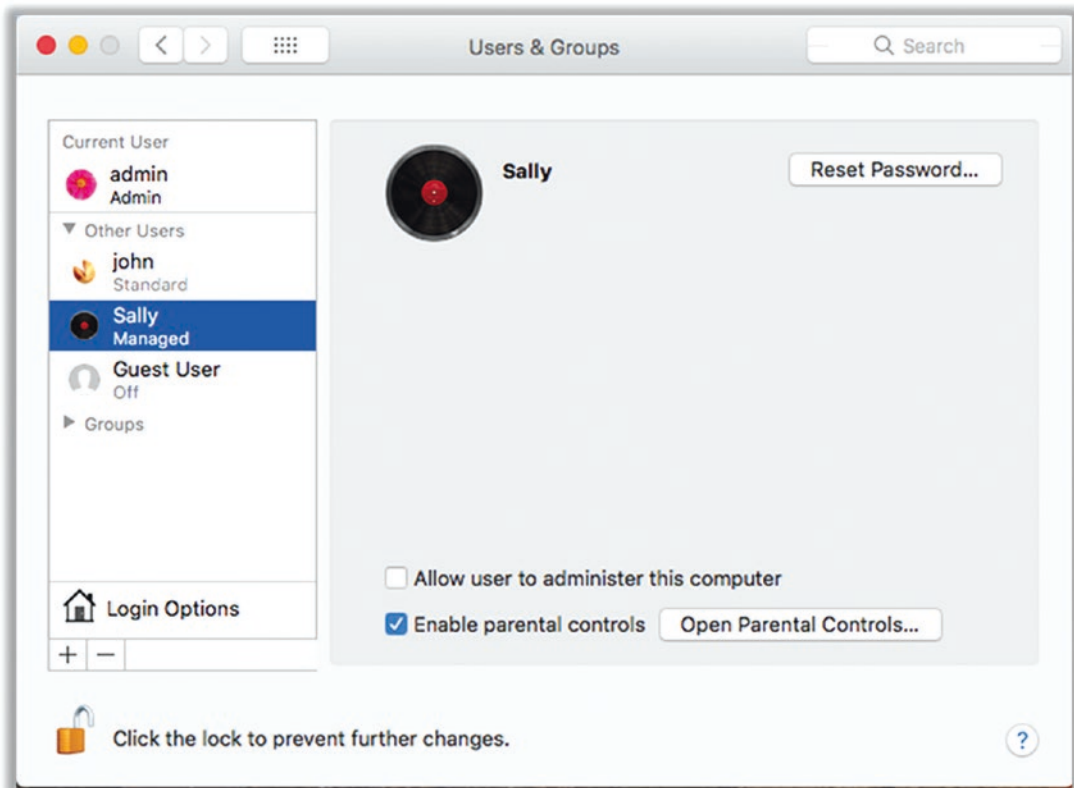 Users & Groups
Search
Current User
admin
Admin
Other Users
john
Standard
Sally
Managed
Guest User
Off
Groups
Login Options
+ −
Sally
Reset Password...
Allow user to administer this computer
Enable parental controls
Open Parental Controls...
Click the lock to prevent further changes.
?